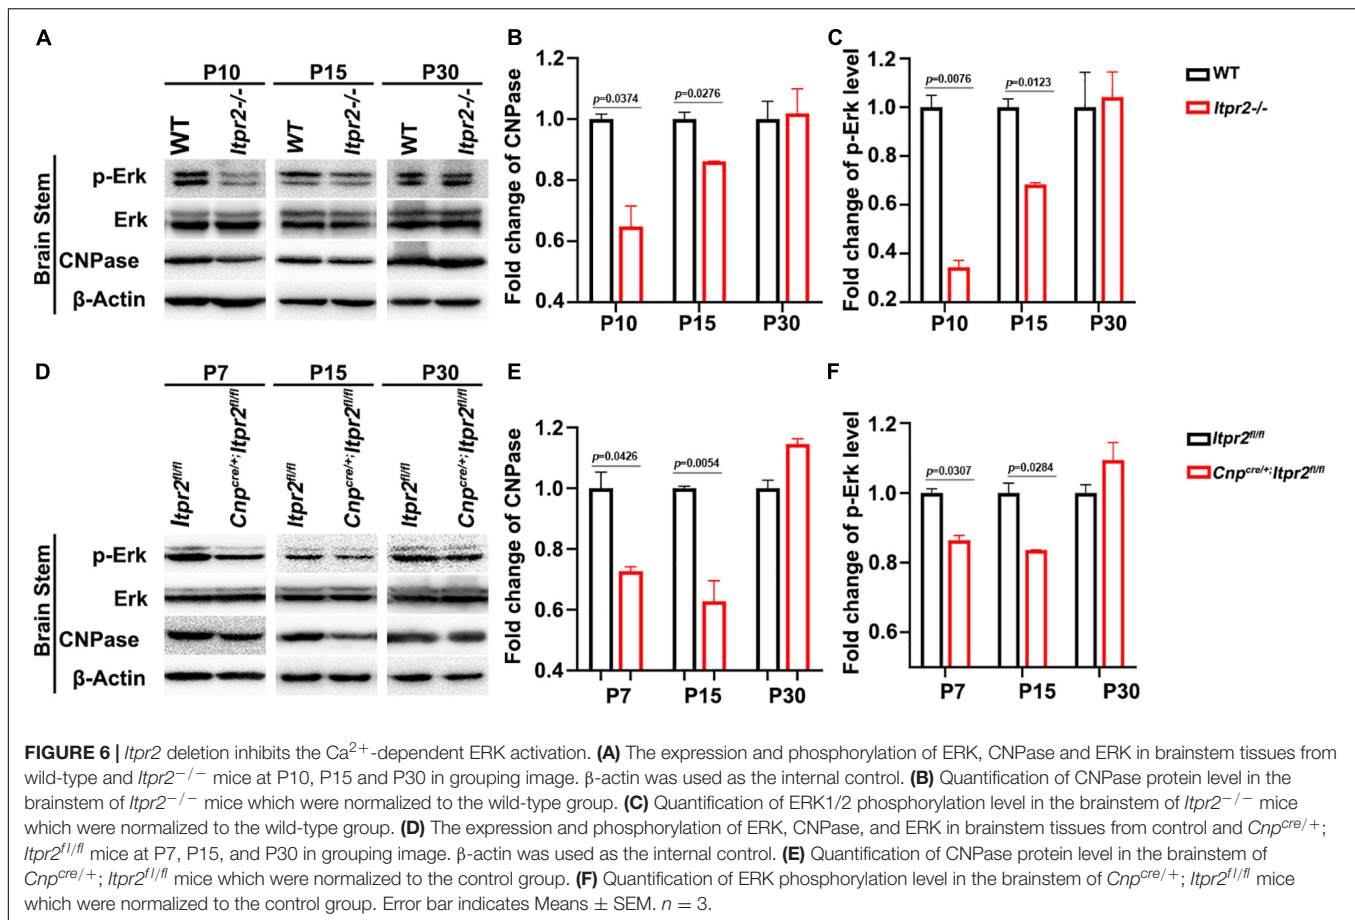 A
P10 P15 P30
WT Itpr2-/- WT Itpr2-/- WT Itpr2-/-
Brain Stem
p-Erk
Erk
CNPase
β-Actin
B
Fold change of CNPase
1.2
1.0
0.8
0.6
0.4
p=0.0374
p=0.0276
P10 P15 P30
C
Fold change of p-Erk level
1.2
1.0
0.8
0.6
0.4
0.2
p=0.0076
p=0.0123
P10 P15 P30
WT
Itpr2-/-
D
P7 P15 P30
Itpr2fl/fl Cnpcre/+;Itpr2fl/fl Itpr2fl/fl Cnpcre/+;Itpr2fl/fl Itpr2fl/fl Cnpcre/+;Itpr2fl/fl
Brain Stem
p-Erk
Erk
CNPase
β-Actin
E
Fold change of CNPase
1.2
1.0
0.8
0.6
0.4
p=0.0426
p=0.0054
P7 P15 P30
F
Fold change of p-Erk level
1.2
1.0
0.8
0.6
p=0.0307
p=0.0284
P7 P15 P30
Itpr2fl/fl
Cnpcre/+;Itpr2fl/fl
FIGURE 6 | Itpr2 deletion inhibits the Ca2+-dependent ERK activation. (A) The expression and phosphorylation of ERK, CNPase and ERK in brainstem tissues from
wild-type and Itpr2−/− mice at P10, P15 and P30 in grouping image. β-actin was used as the internal control. (B) Quantification of CNPase protein level in the
brainstem of Itpr2−/− mice which were normalized to the wild-type group. (C) Quantification of ERK1/2 phosphorylation level in the brainstem of Itpr2−/− mice
which were normalized to the wild-type group. (D) The expression and phosphorylation of ERK, CNPase, and ERK in brainstem tissues from control and Cnpcre/+;
Itpr2fl/fl mice at P7, P15, and P30 in grouping image. β-actin was used as the internal control. (E) Quantification of CNPase protein level in the brainstem of
Cnpcre/+; Itpr2fl/fl mice which were normalized to the control group. (F) Quantification of ERK phosphorylation level in the brainstem of Cnpcre/+; Itpr2fl/fl mice
which were normalized to the control group. Error bar indicates Means ± SEM. n = 3.